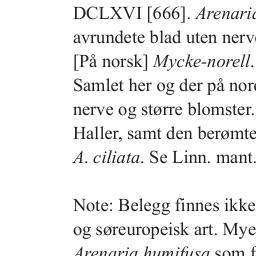 DCLXVI [666]. Arenaria
avrundete blad uten nerv
[På norsk] Mycke-norell.
Samlet her og der på nor
nerve og større blomster.
Haller, samt den berømte
A. ciliata. Se Linn. mant.
Note: Belegg finnes ikke
og søreuropeisk art. Mye
Arenaria humifusa som f